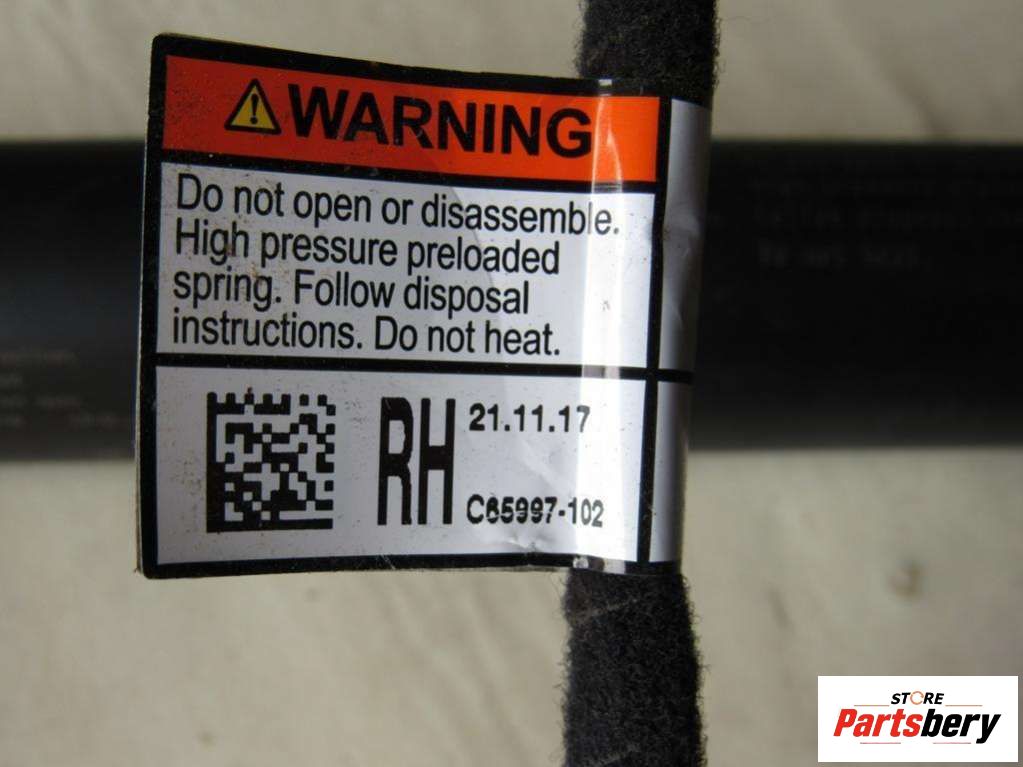 WARNING
Do not open or disassemble.
High pressure preloaded
spring. Follow disposal
instructions. Do not heat.
RH
21.11.17
C65997-102
STORE
Partsbery